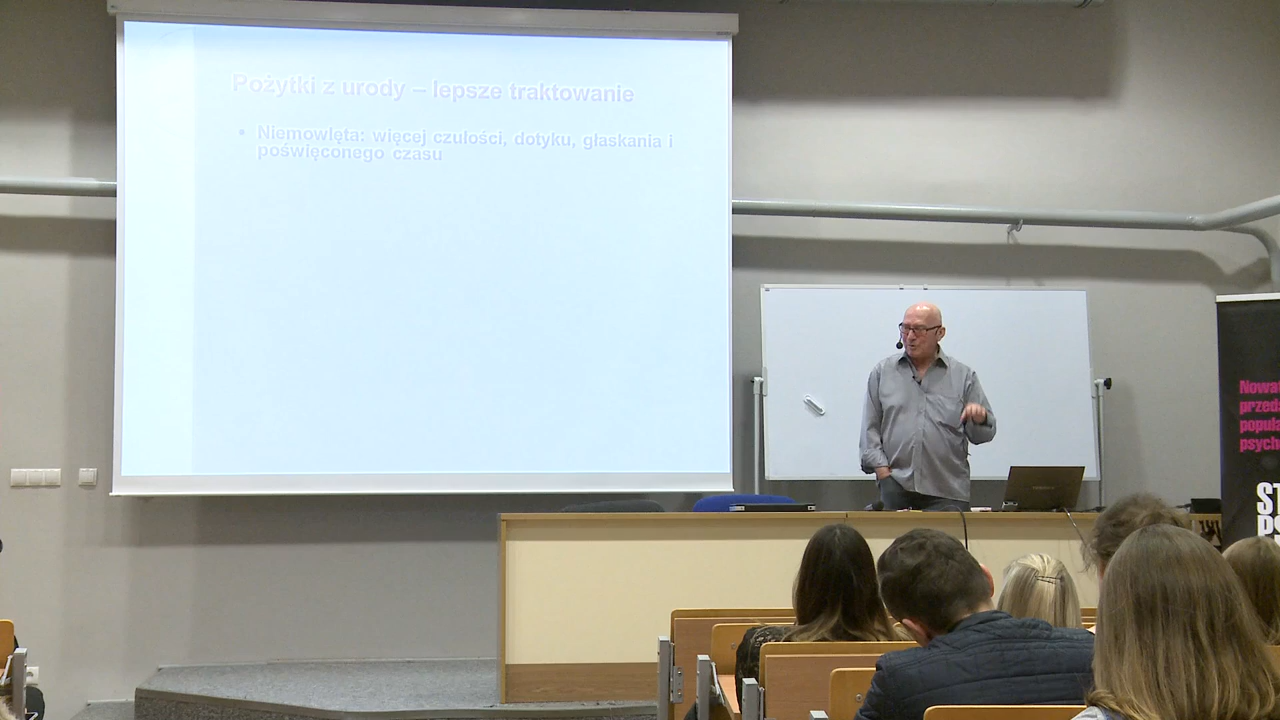 Pożytki z urody – lepsze traktowanie
• Niemowlęta: więcej czułości, dotyku, głaskania i
poświęconego czasu